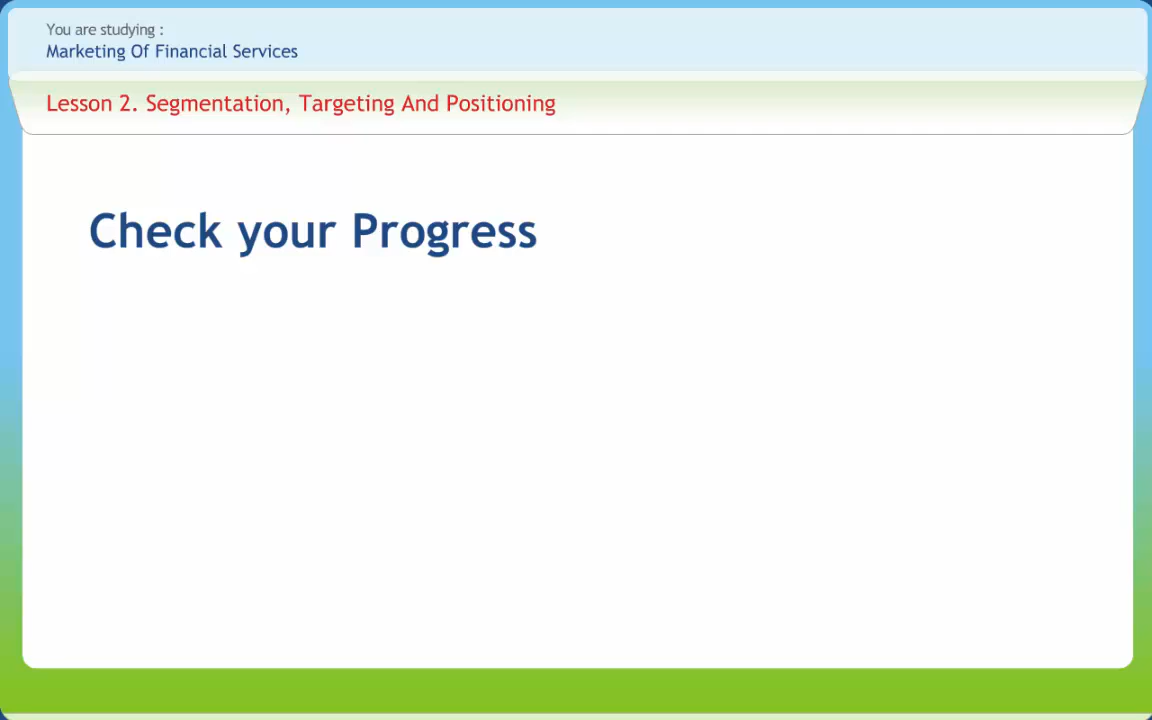 You are studying :
Marketing Of Financial Services
Lesson 2. Segmentation, Targeting And Positioning
Check your Progress